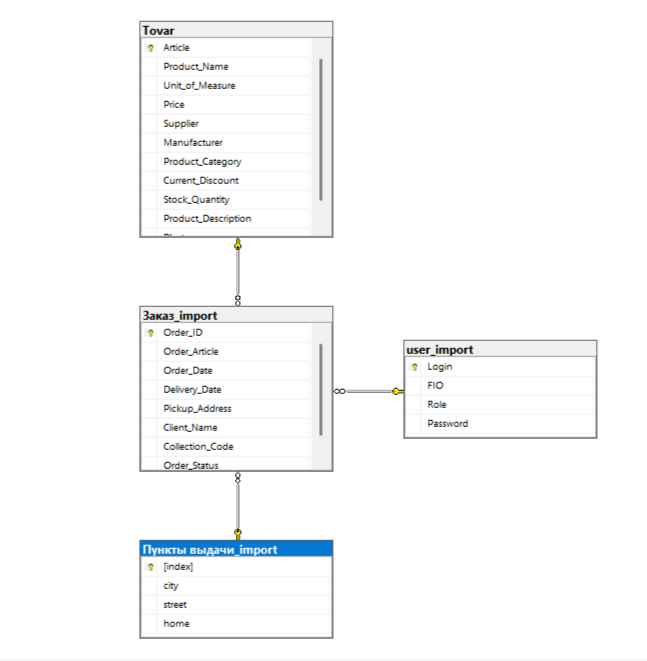 Tovar
Article
Product_Name
Unit_of_Measure
Price
Supplier
Manufacturer
Product_Category
Current_Discount
Stock_Quantity
Product_Description
Заказ_import
Order_ID
Order_Article
Order_Date
Delivery_Date
Pickup_Address
Client_Name
Collection_Code
Order_Status
user_import
Login
FIO
Role
Password
Пункты выдачи_import
[index]
city
street
home